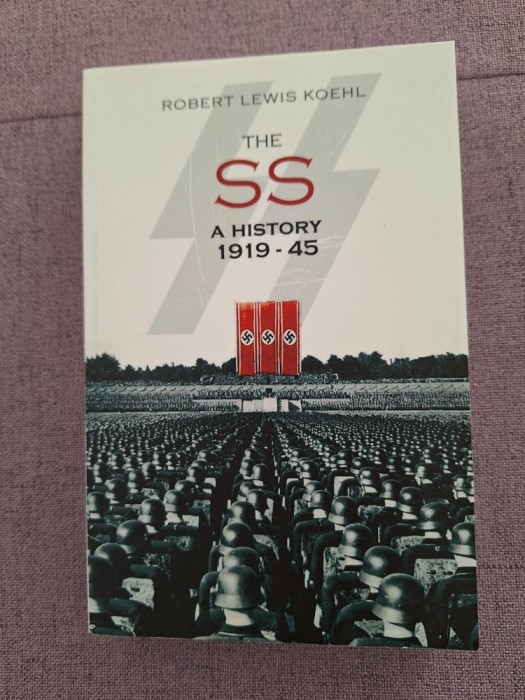 ROBERT LEWIS KOEHL
THE
SS
A HISTORY
1919 - 45